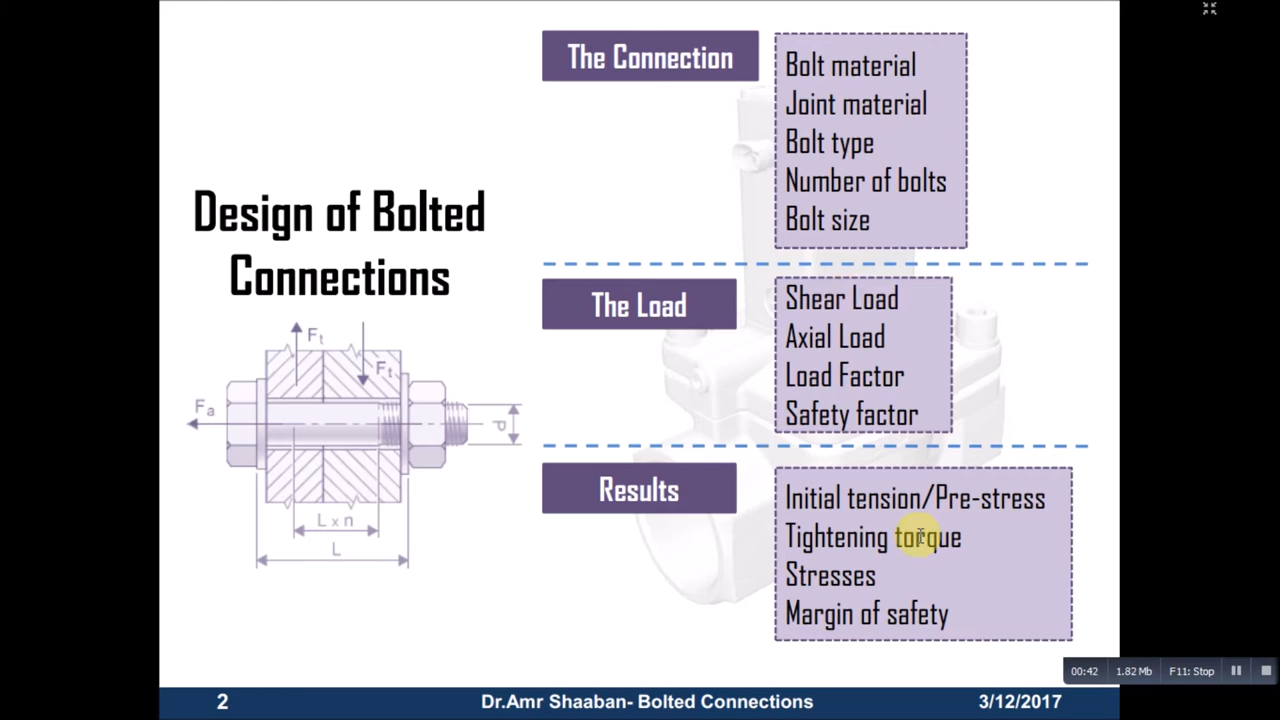 The Connection
Bolt material
Joint material
Bolt type
Number of bolts
Bolt size
Design of Bolted
Connections
The Load
Shear Load
Axial Load
Load Factor
Safety factor
Ft
Ft
Fa
d
L x n
L
Results
Initial tension/Pre-stress
Tightening torque
Stresses
Margin of safety
00:42 1.82 Mb F11: Stop
2 Dr.Amr Shaaban- Bolted Connections 3/12/2017